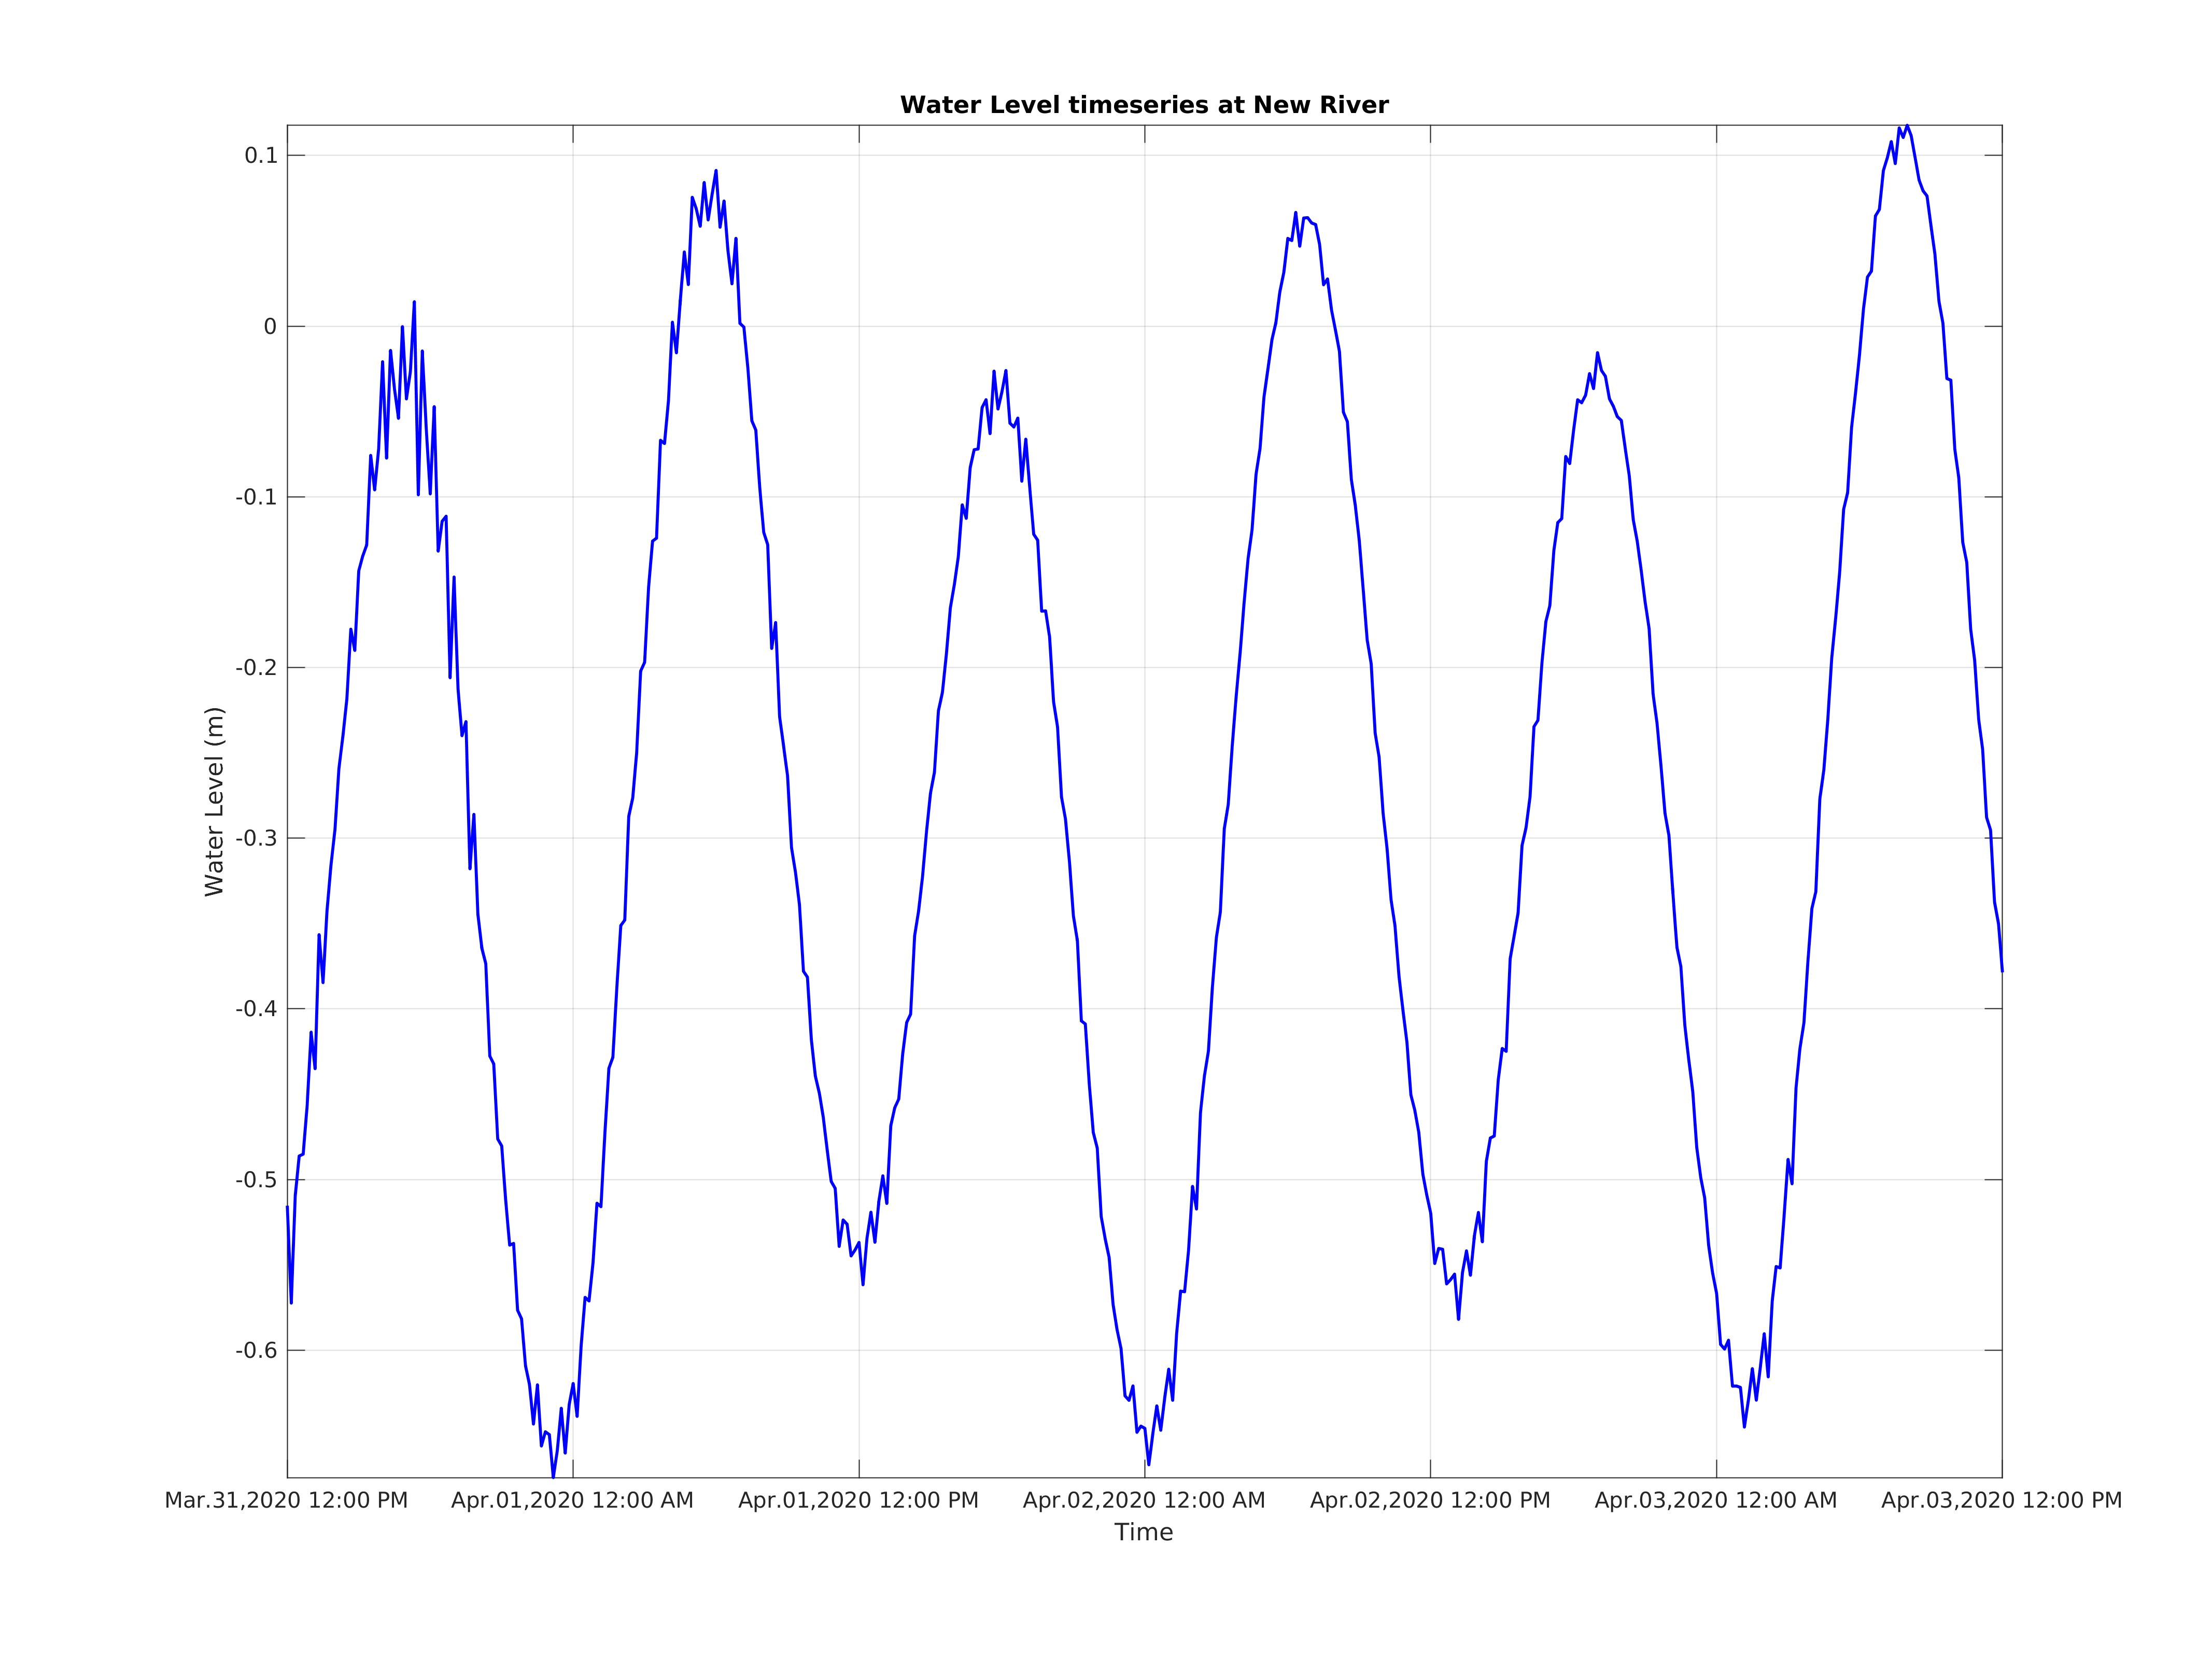 Water Level timeseries at New River
0.1
0
-0.1
-0.2
-0.3
-0.4
-0.5
-0.6
Water Level (m)
Mar.31,2020 12:00 PM Apr.01,2020 12:00 AM Apr.01,2020 12:00 PM Apr.02,2020 12:00 AM Apr.02,2020 12:00 PM Apr.03,2020 12:00 AM Apr.03,2020 12:00 PM
Time